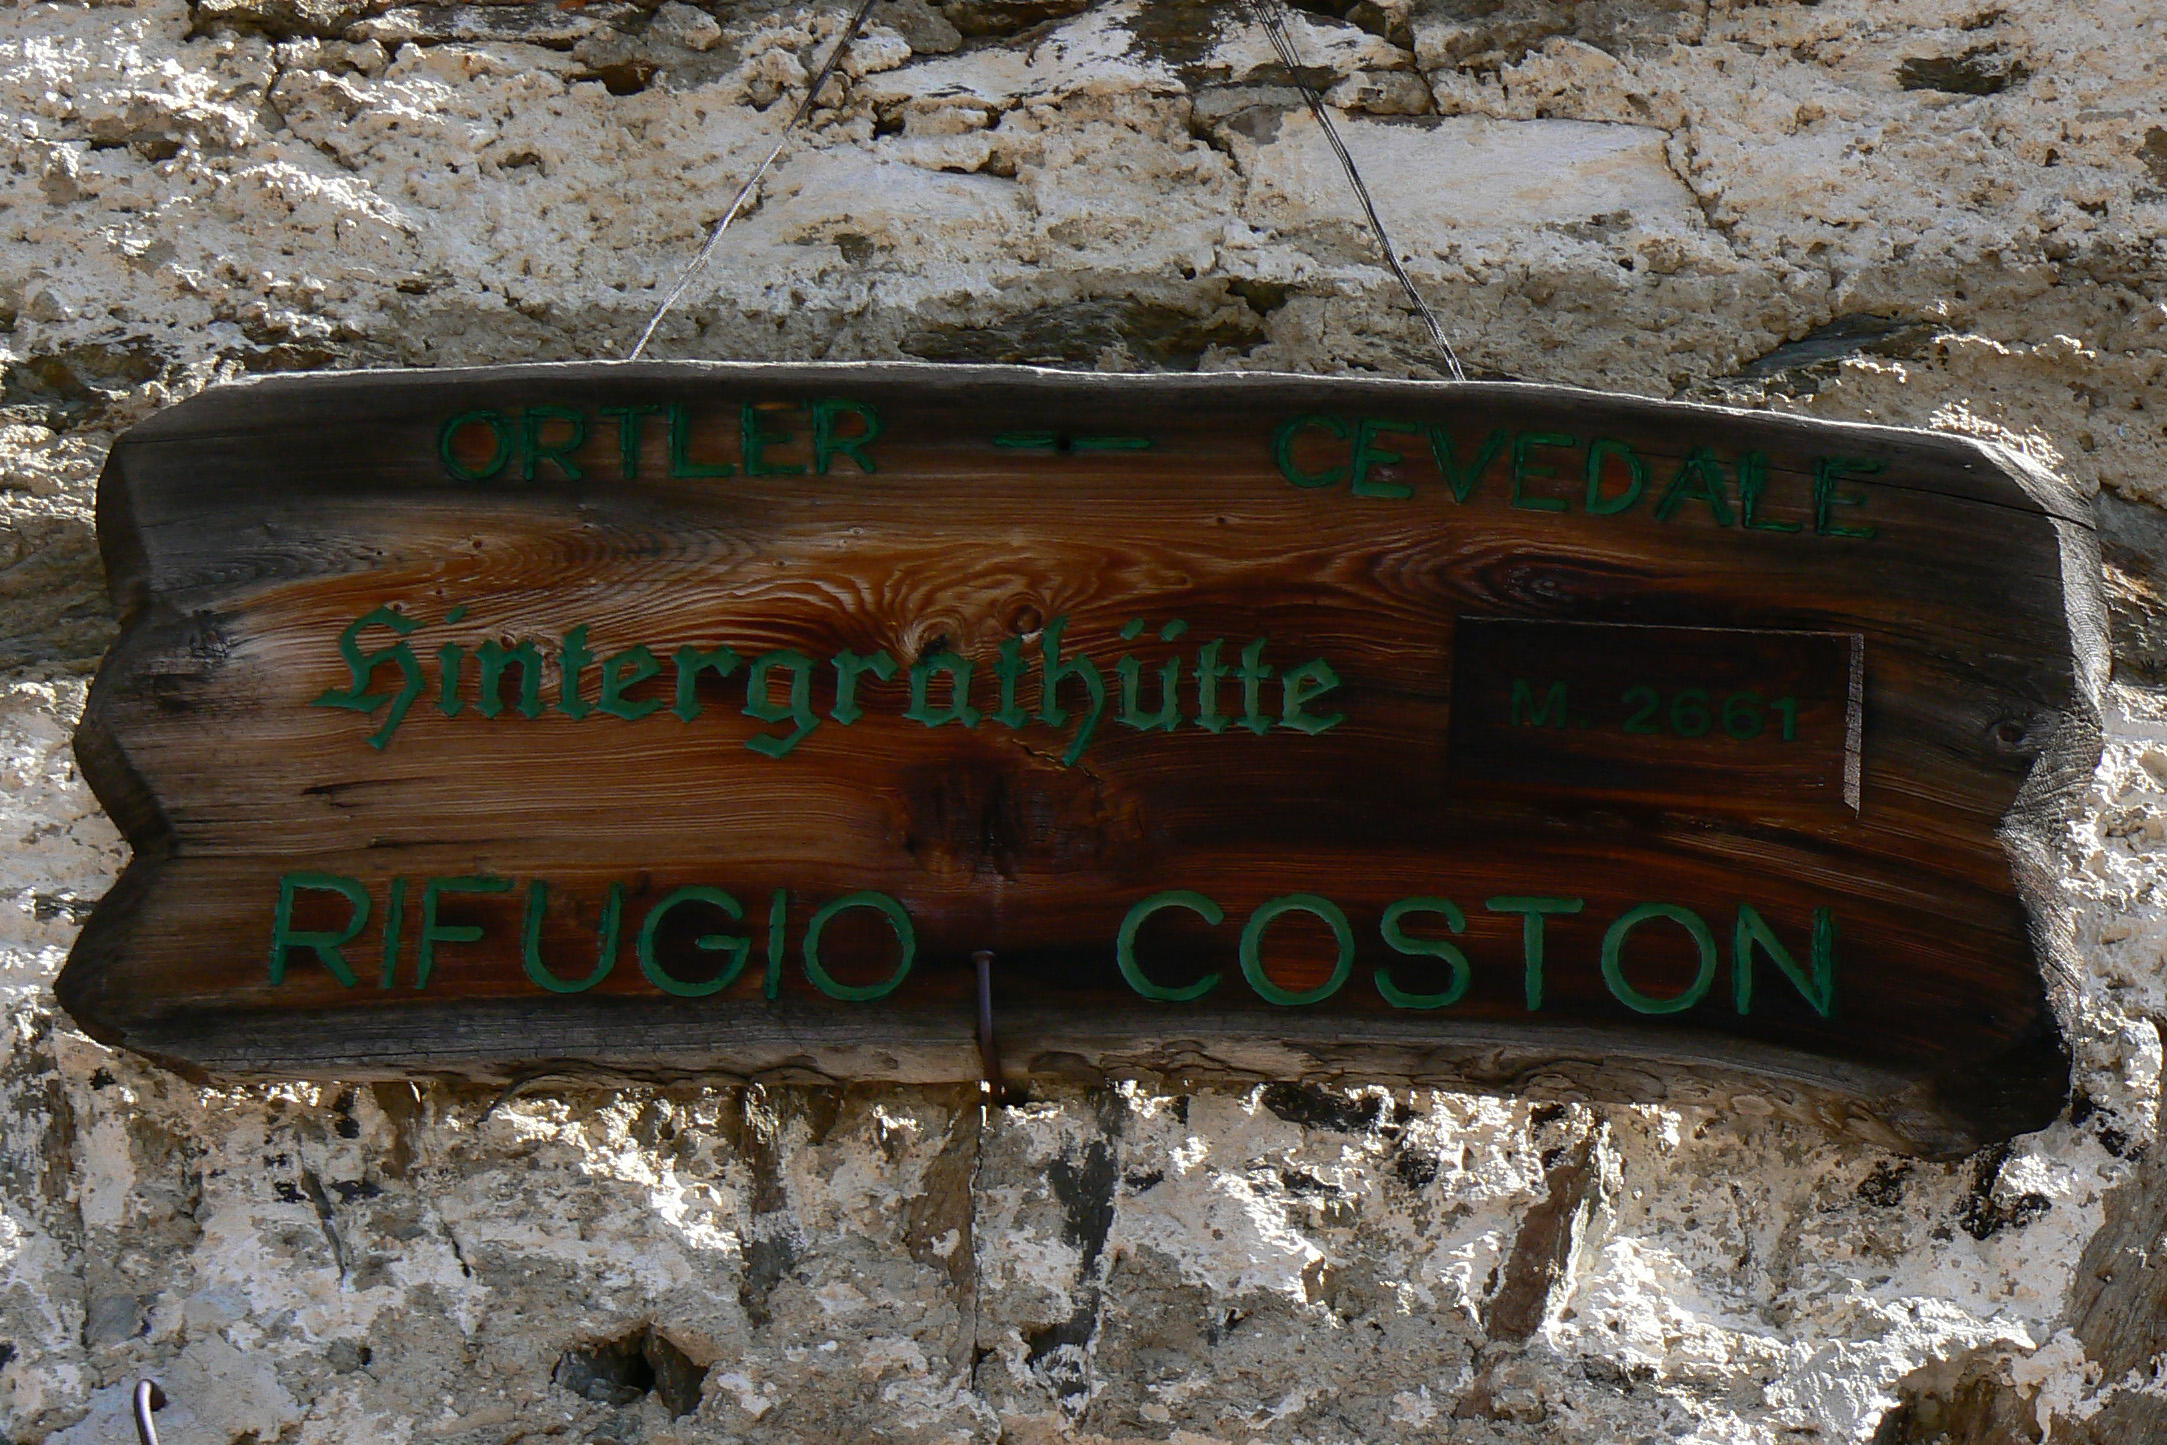 ORTLER — CEVEDALE
Hintergrathütte M. 2661
RIFUGIO COSTON